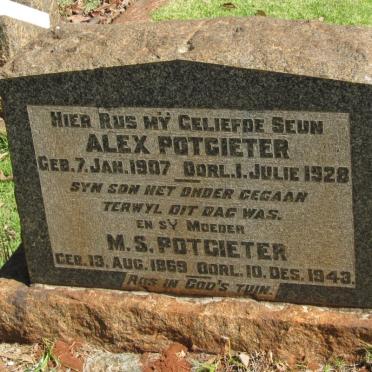 HIER RUS MY GELIEFDE SEUN
ALEX POTGIETER
GEB. 7. JAN. 1907 OORL. 1. JULIE 1928
SYN SON HET ONDER GEGAAN
TERWYL DIT DAG WAS.
EN SY MOEDER
M.S. POTGIETER
GEB. 13. AUG. 1869 OORL. 10. DES. 1943.
RUS IN GOD'S TUIN.